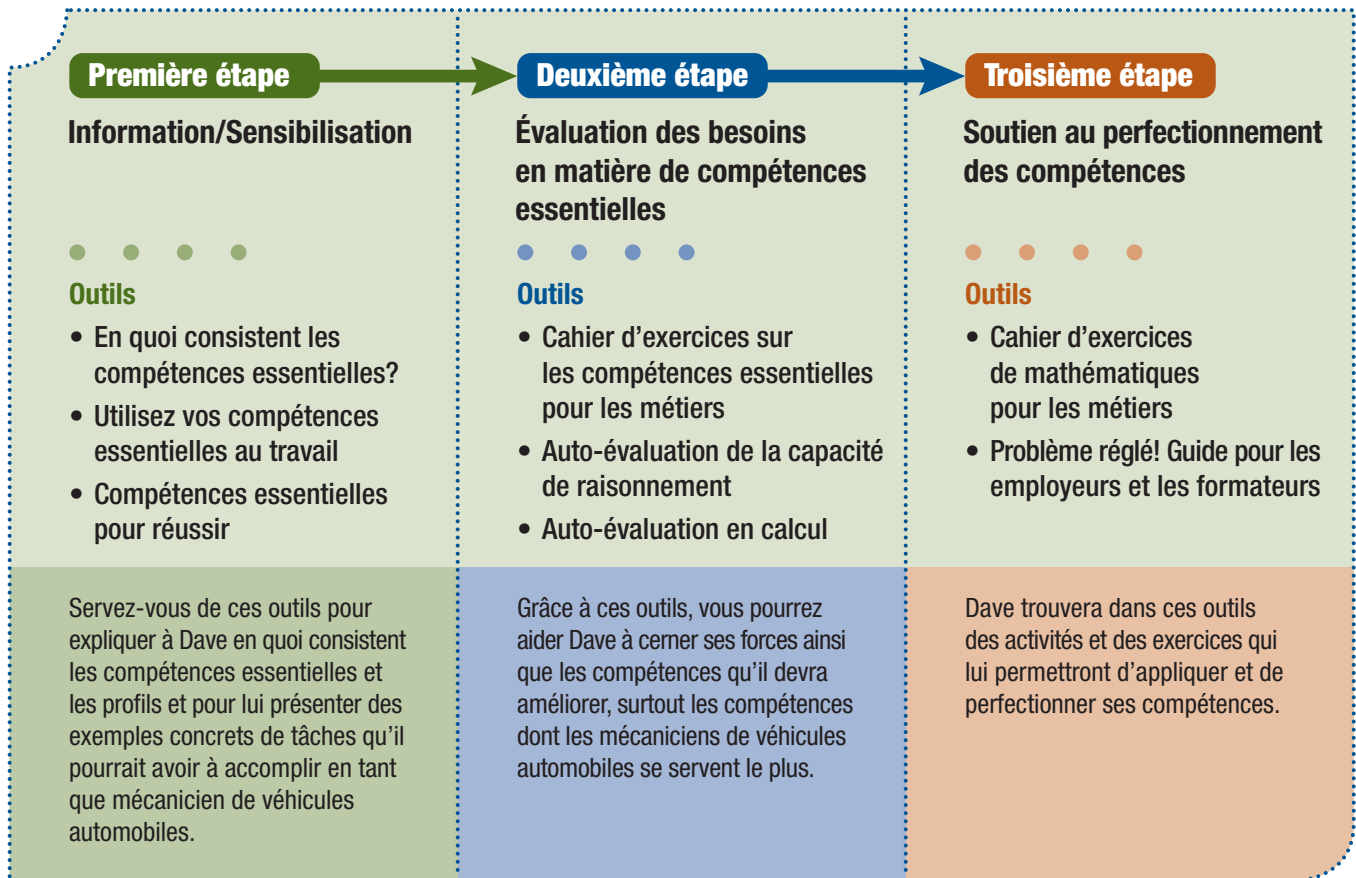 Première étape
Information/Sensibilisation
Outils
• En quoi consistent les
compétences essentielles?
• Utilisez vos compétences
essentielles au travail
• Compétences essentielles
pour réussir
Servez-vous de ces outils pour
expliquer à Dave en quoi consistent
les compétences essentielles et
les profils et pour lui présenter des
exemples concrets de tâches qu'il
pourrait avoir à accomplir en tant
que mécanicien de véhicules
automobiles.
Deuxième étape
Évaluation des besoins
en matière de compétences
essentielles
Outils
• Cahier d'exercices sur
les compétences essentielles
pour les métiers
• Auto-évaluation de la capacité
de raisonnement
• Auto-évaluation en calcul
Grâce à ces outils, vous pourrez
aider Dave à cerner ses forces ainsi
que les compétences qu'il devra
améliorer, surtout les compétences
dont les mécaniciens de véhicules
automobiles se servent le plus.
Troisième étape
Soutien au perfectionnement
des compétences
Outils
• Cahier d'exercices
de mathématiques
pour les métiers
• Problème réglé! Guide pour les
employeurs et les formateurs
Dave trouvera dans ces outils
des activités et des exercices qui
lui permettront d'appliquer et de
perfectionner ses compétences.